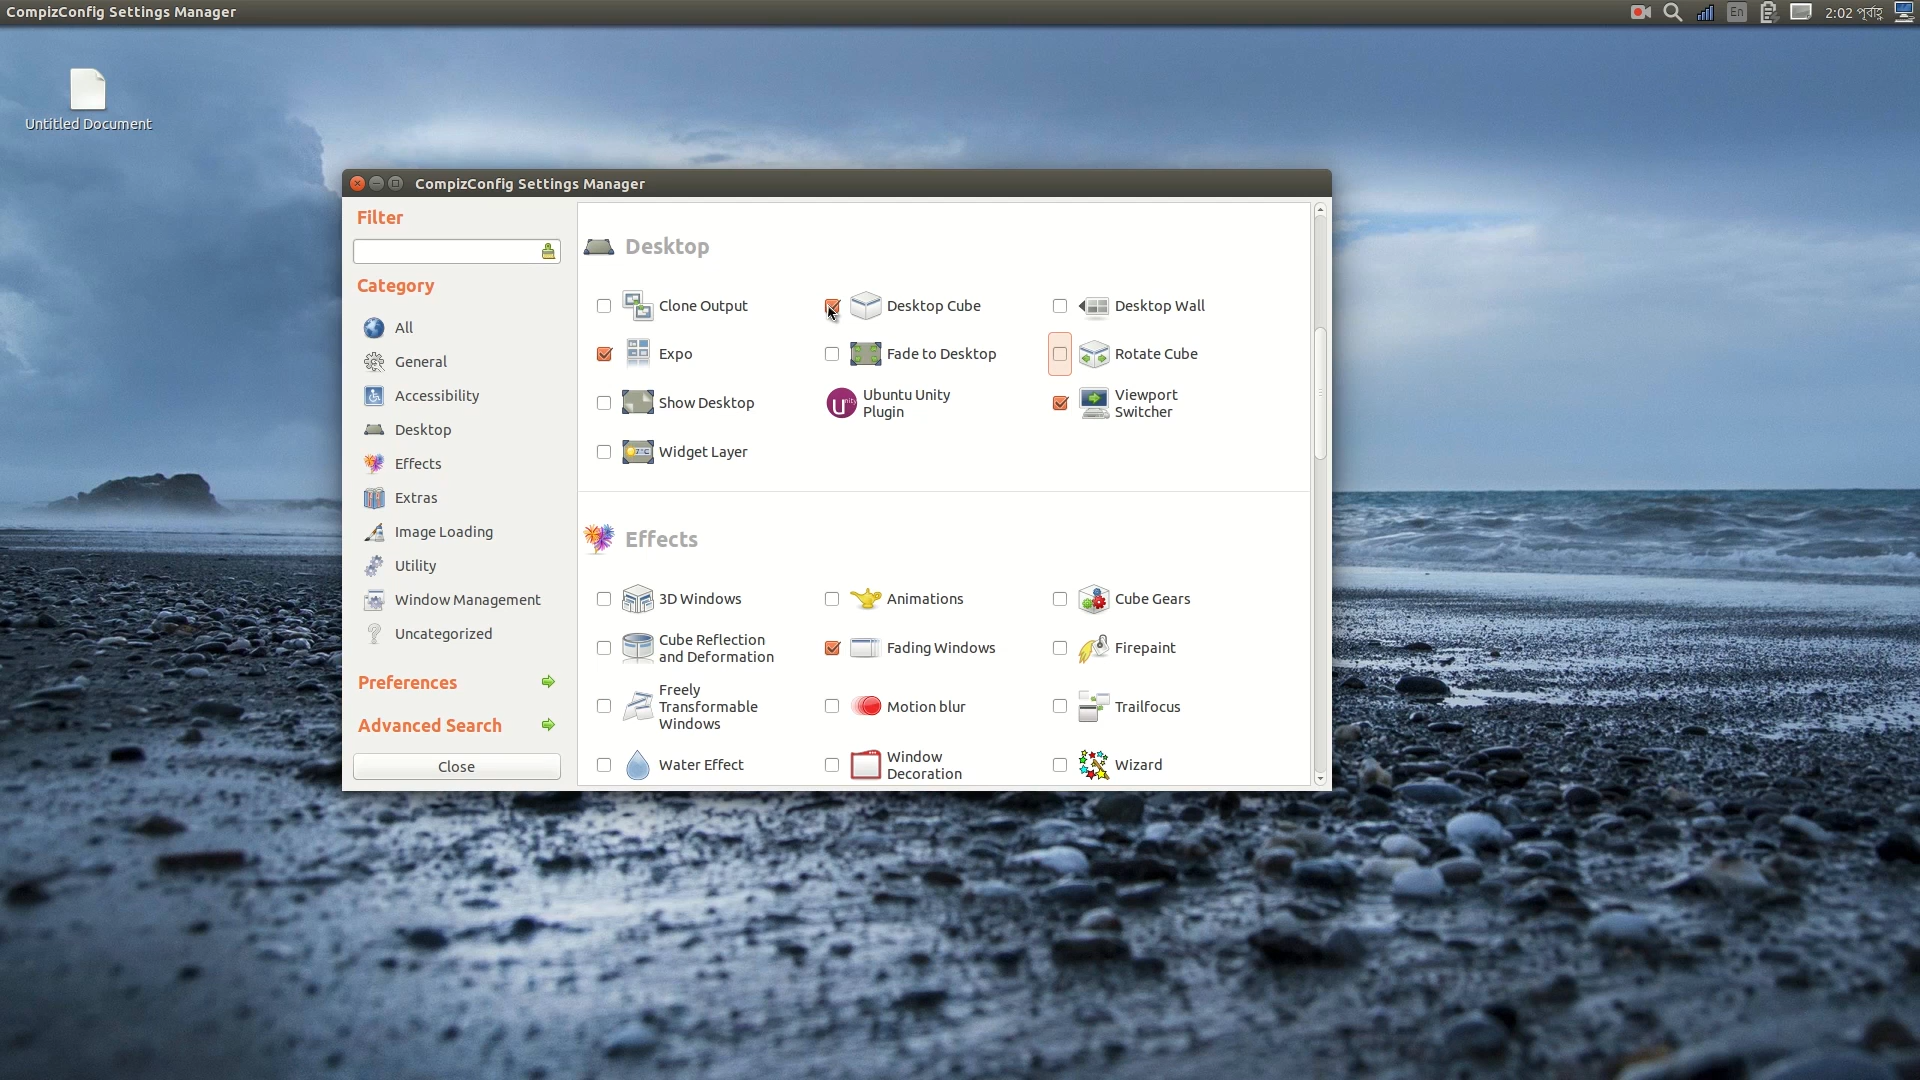 CompizConfig Settings Manager
En
2:02 পূর্বাহ্ণ
Untitled Document
CompizConfig Settings Manager
Filter
Category
All
General
Accessibility
Desktop
Effects
Extras
Image Loading
Utility
Window Management
Uncategorized
Preferences
Advanced Search
Close
Desktop
Clone Output
Desktop Cube
Desktop Wall
Expo
Fade to Desktop
Rotate Cube
Show Desktop
Ubuntu Unity
Plugin
Viewport
Switcher
Widget Layer
Effects
3D Windows
Animations
Cube Gears
Cube Reflection
and Deformation
Fading Windows
Firepaint
Freely
Transformable
Windows
Motion blur
Trailfocus
Water Effect
Window
Decoration
Wizard